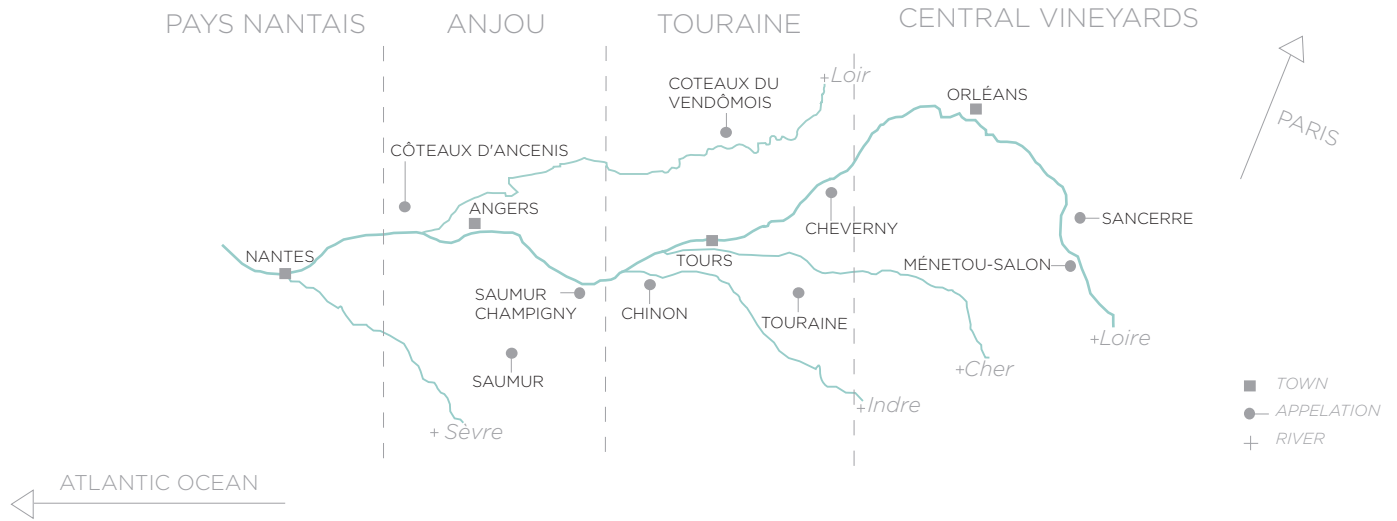 PAYS NANTAIS
ANJOU
TOURAINE
CENTRAL VINEYARDS
+Loir
COTEAUX DU
VENDÔMOIS
ORLÉANS
PARIS
CÔTEAUX D'ANCENIS
ANGERS
SANCERRE
CHEVERNY
NANTES
TOURS
MÉNETOU-SALON
SAUMUR
CHAMPIGNY
CHINON
TOURAINE
+Loire
+Cher
SAUMUR
+Indre
+ Sèvre
TOWN
APPELATION
RIVER
ATLANTIC OCEAN